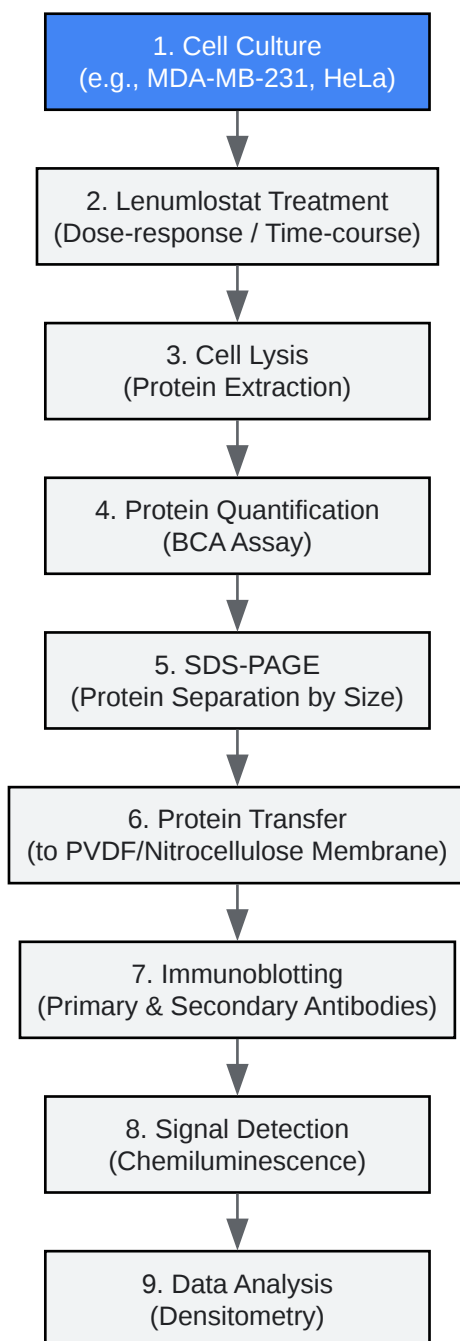 1. Cell Culture
(e.g., MDA-MB-231, HeLa)
2. Lenumlostat Treatment
(Dose-response / Time-course)
3. Cell Lysis
(Protein Extraction)
4. Protein Quantification
(BCA Assay)
5. SDS-PAGE
(Protein Separation by Size)
6. Protein Transfer
(to PVDF/Nitrocellulose Membrane)
7. Immunoblotting
(Primary & Secondary Antibodies)
8. Signal Detection
(Chemiluminescence)
9. Data Analysis
(Densitometry)